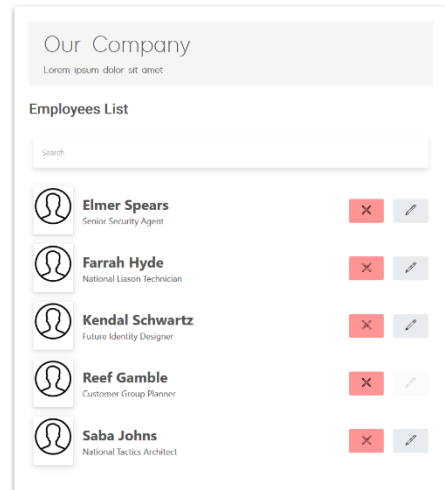 Our Company
Lorem ipsum dolor sit amet
Employees List
Search
Elmer Spears
Senior Security Agent
Farrah Hyde
National Liason Technician
Kendal Schwartz
Future Identity Designer
Reef Gamble
Customer Group Planner
Saba Johns
National Tactics Architect